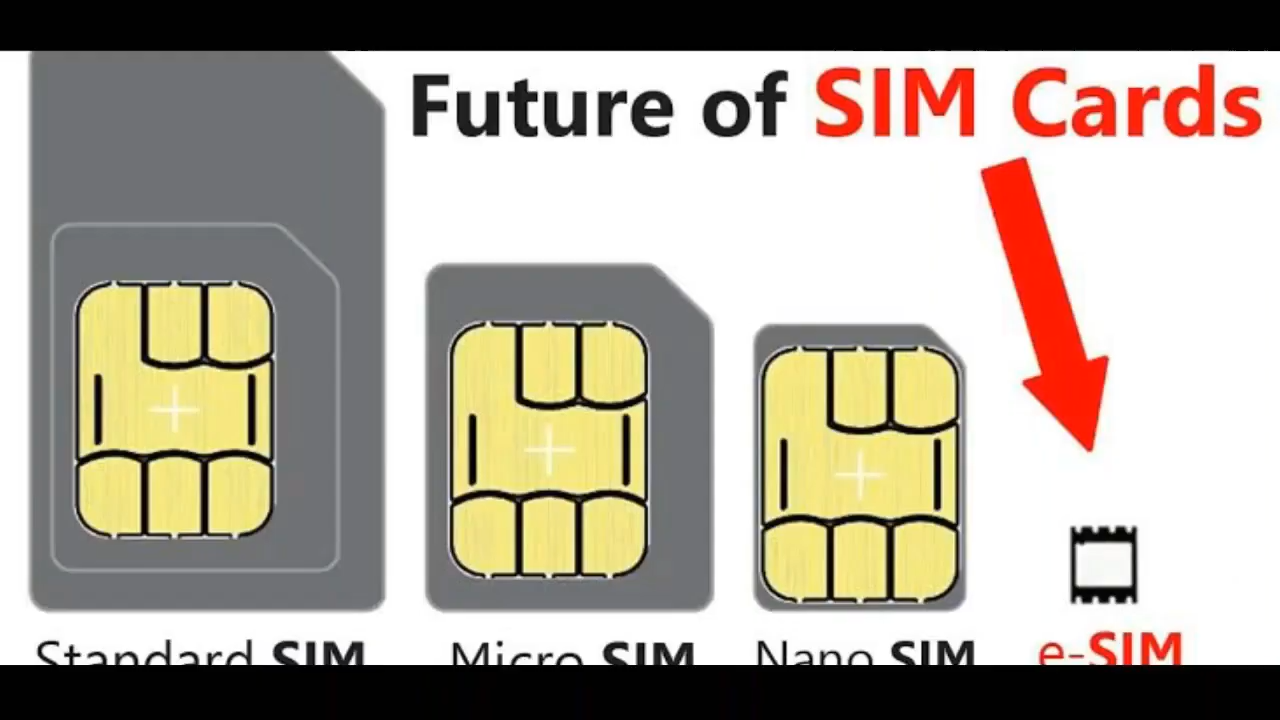 Future of SIM Cards
Standard SIM
Micro SIM
Nano SIM
e-SIM